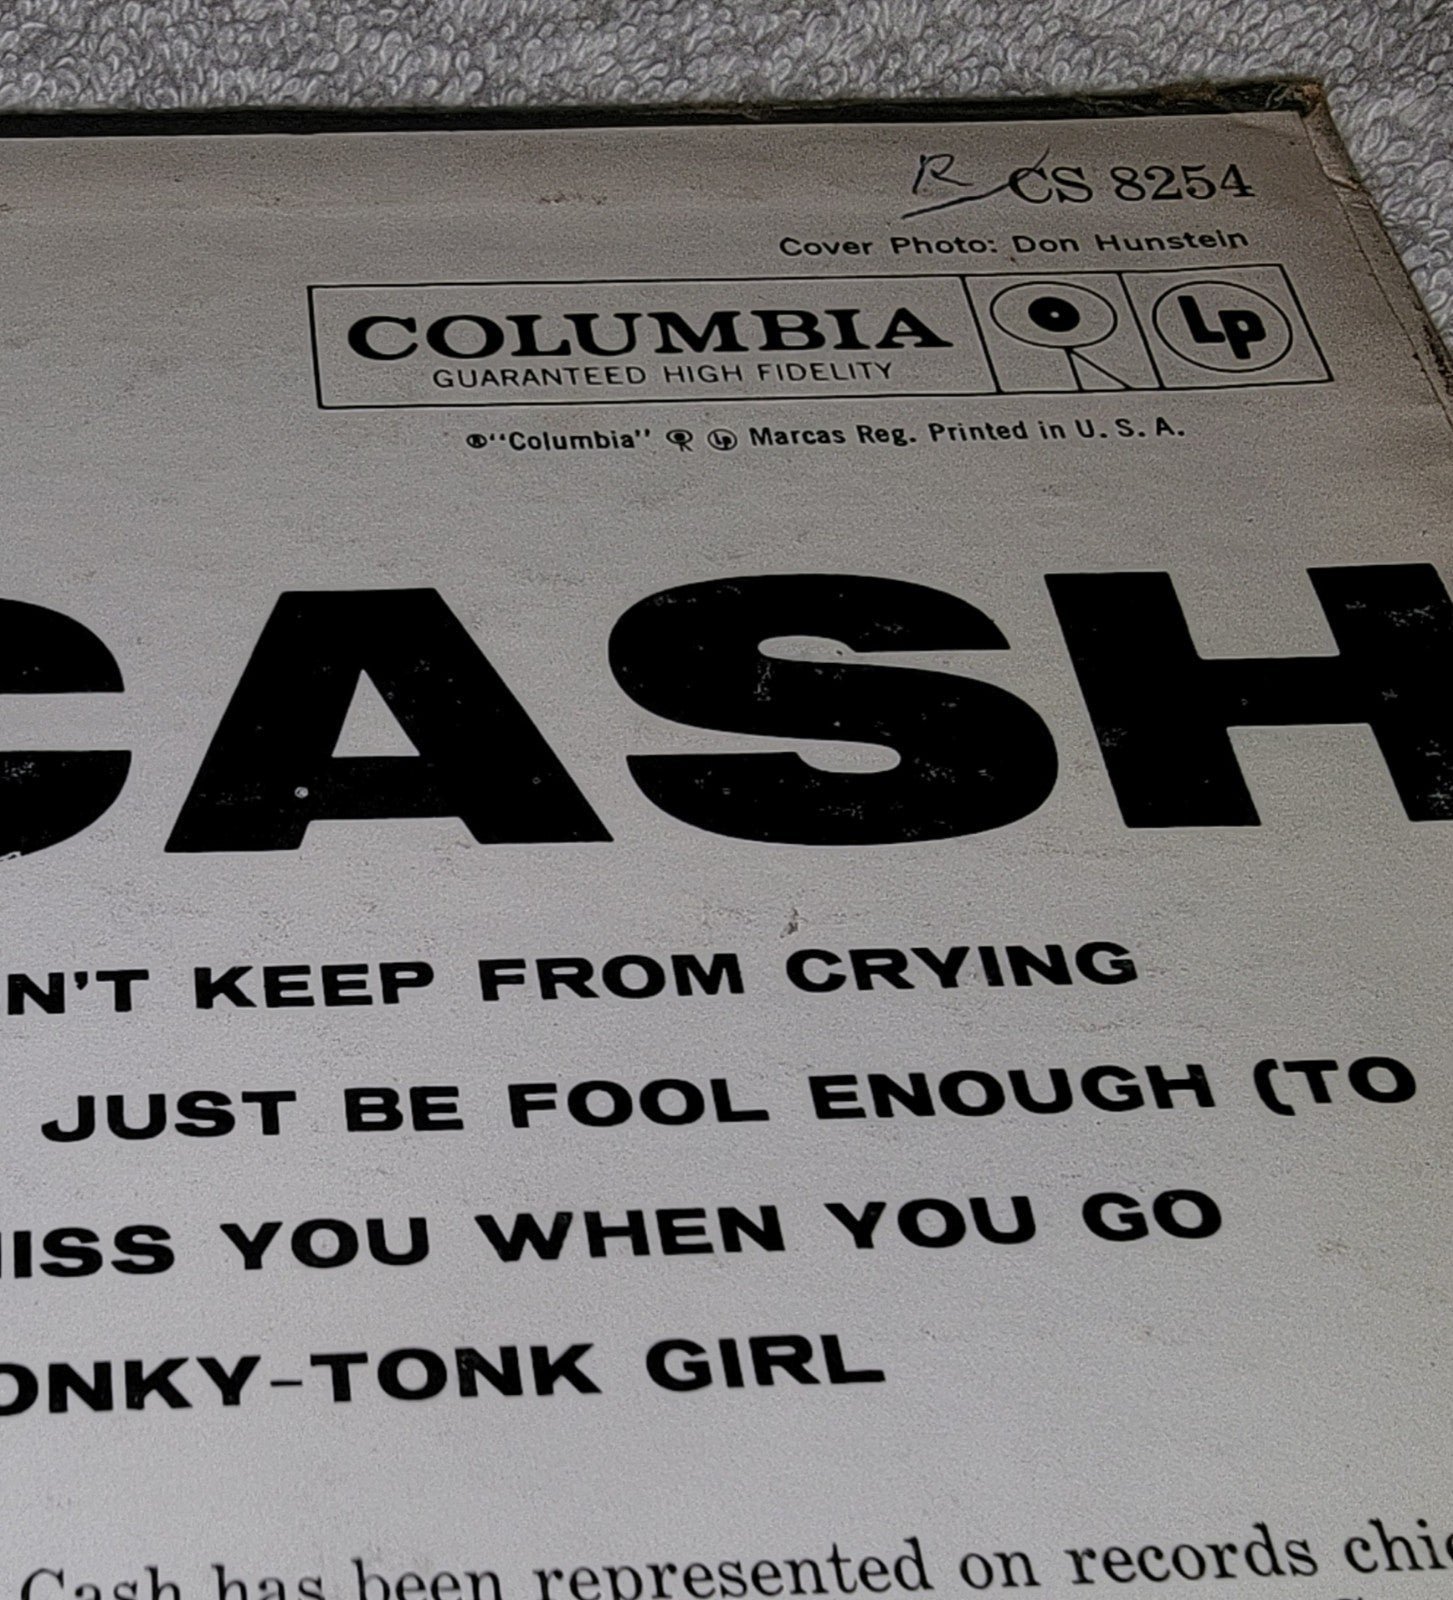 R CS 8254
Cover Photo: Don Hunstein
COLUMBIA
GUARANTEED HIGH FIDELITY
Lp
®"Columbia" Lp Marcas Reg. Printed in U.S.A.
CASH
N'T KEEP FROM CRYING
JUST BE FOOL ENOUGH (TO
ISS YOU WHEN YOU GO
ONKY-TONK GIRL
Cash has been represented on records chi